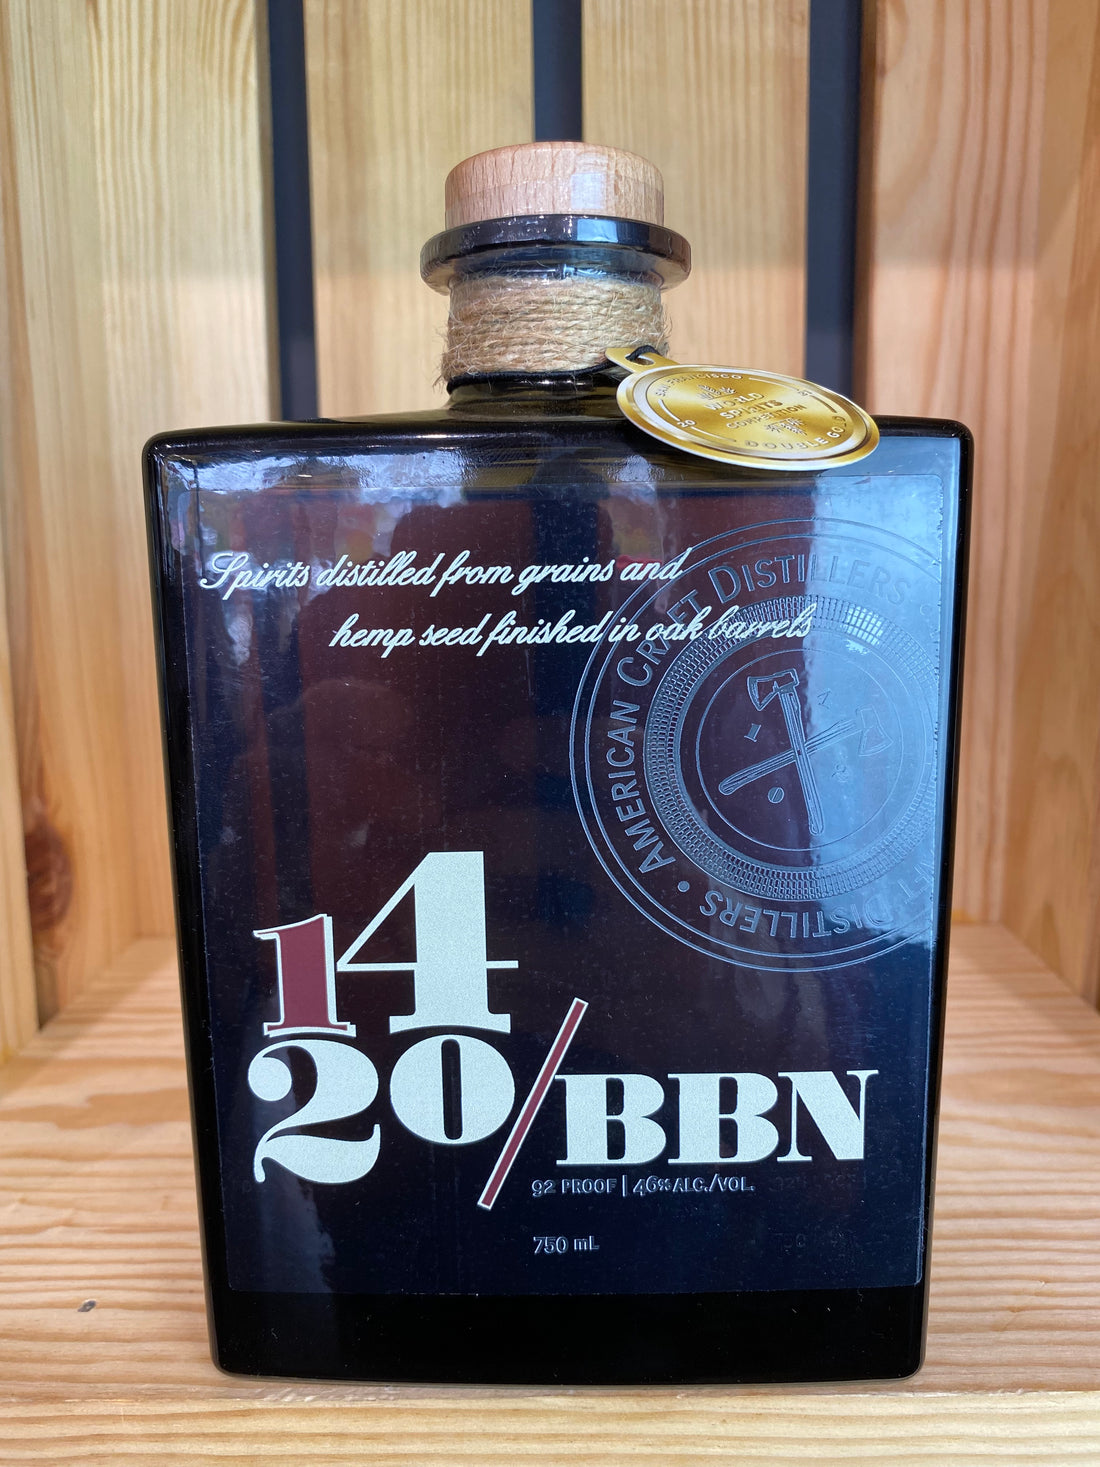 SAN FRANCISCO
WORLD
SPIRITS
COMPETITION
20
DOUBLE GOLD
Spirits distilled from grains and
hemp seed finished in oak barrels
AMERICAN CRAFT DISTILLERS • DISTILLERS •
14
20/BBN
92 PROOF | 46% ALC./VOL.
750 mL